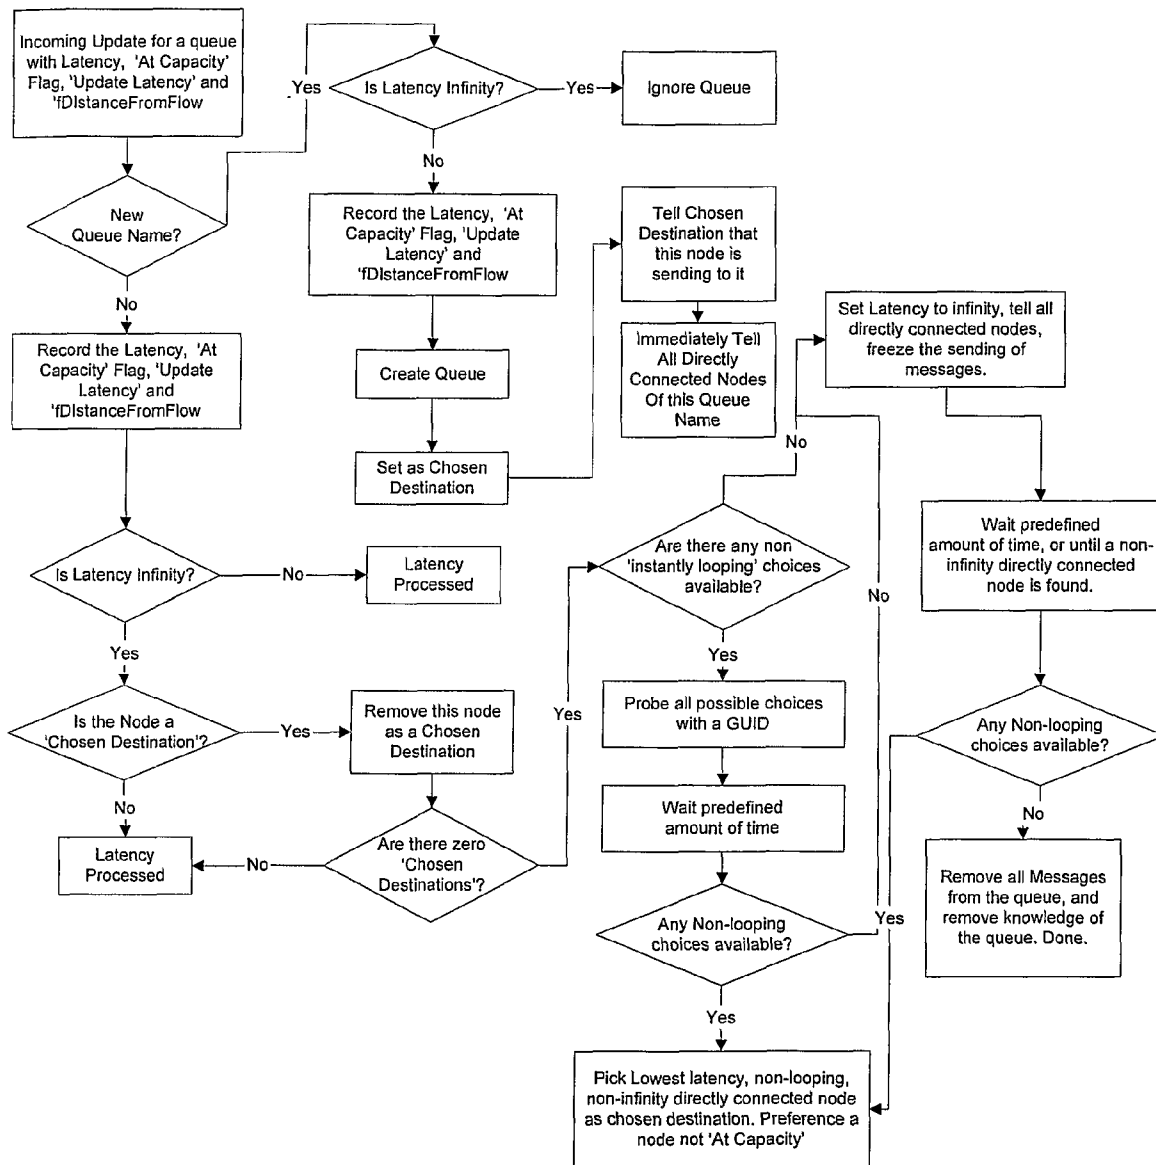 Incoming Update for a queue
with Latency, 'At Capacity'
Flag, 'Update Latency' and
'fDIstanceFromFlow
Yes
Is Latency Infinity?
Yes
Ignore Queue
No
New
Queue Name?
Record the Latency, 'At
Capacity' Flag, 'Update
Latency' and
'fDIstanceFromFlow
Tell Chosen
Destination that
this node is
sending to it
No
Record the Latency, 'At
Capacity' Flag, 'Update
Latency' and
'fDIstanceFromFlow
Create Queue
Immediately Tell
All Directly
Connected Nodes
Of this Queue
Name
Set Latency to infinity, tell all
directly connected nodes,
freeze the sending of
messages.
No
Set as Chosen
Destination
Is Latency Infinity?
No
Latency
Processed
Are there any non
'instantly looping' choices
available?
No
Wait predefined
amount of time, or until a non-
infinity directly connected
node is found.
Yes
Yes
Is the Node a
'Chosen Destination'?
Yes
Remove this node
as a Chosen
Destination
Yes
Probe all possible choices
with a GUID
Any Non-looping
choices available?
No
Wait predefined
amount of time
No
Latency
Processed
No
Are there zero
'Chosen
Destinations'?
Any Non-looping
choices available?
Yes
Remove all Messages
from the queue, and
remove knowledge of
the queue. Done.
Yes
Pick Lowest latency, non-looping,
non-infinity directly connected node
as chosen destination. Preference a
node not 'At Capacity'